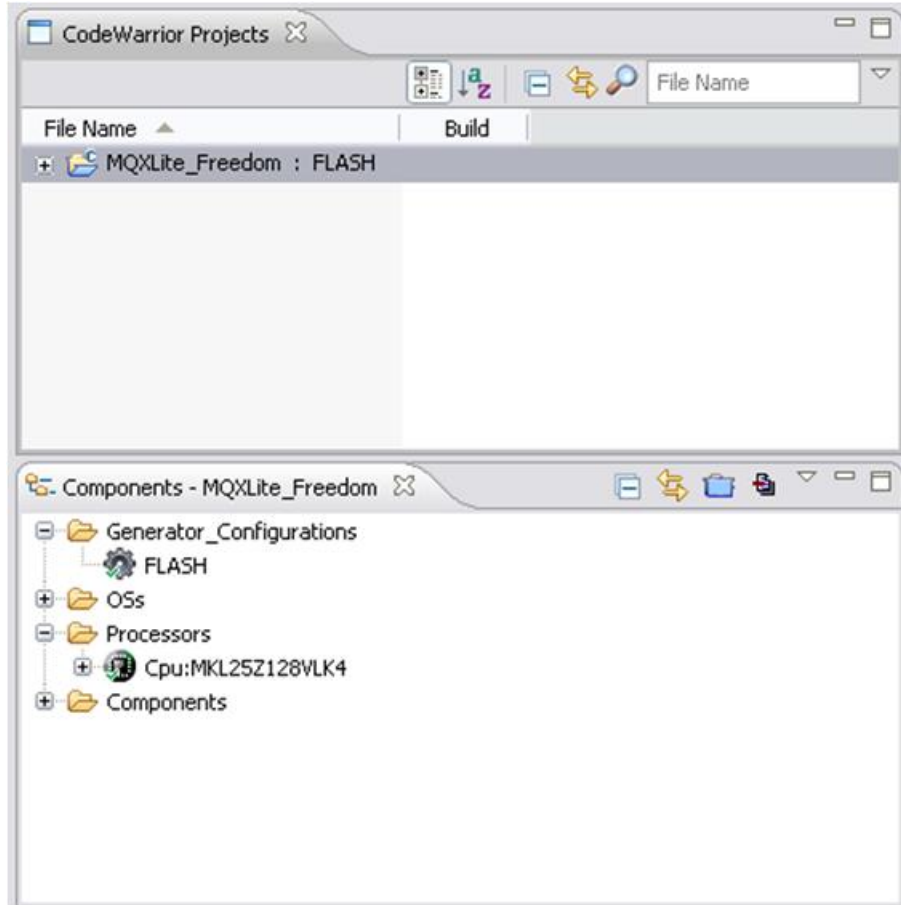 CodeWarrior Projects
File Name
File Name Build
MQXLite_Freedom : FLASH
Components - MQXLite_Freedom
Generator_Configurations
FLASH
OSs
Processors
Cpu:MKL25Z128VLK4
Components